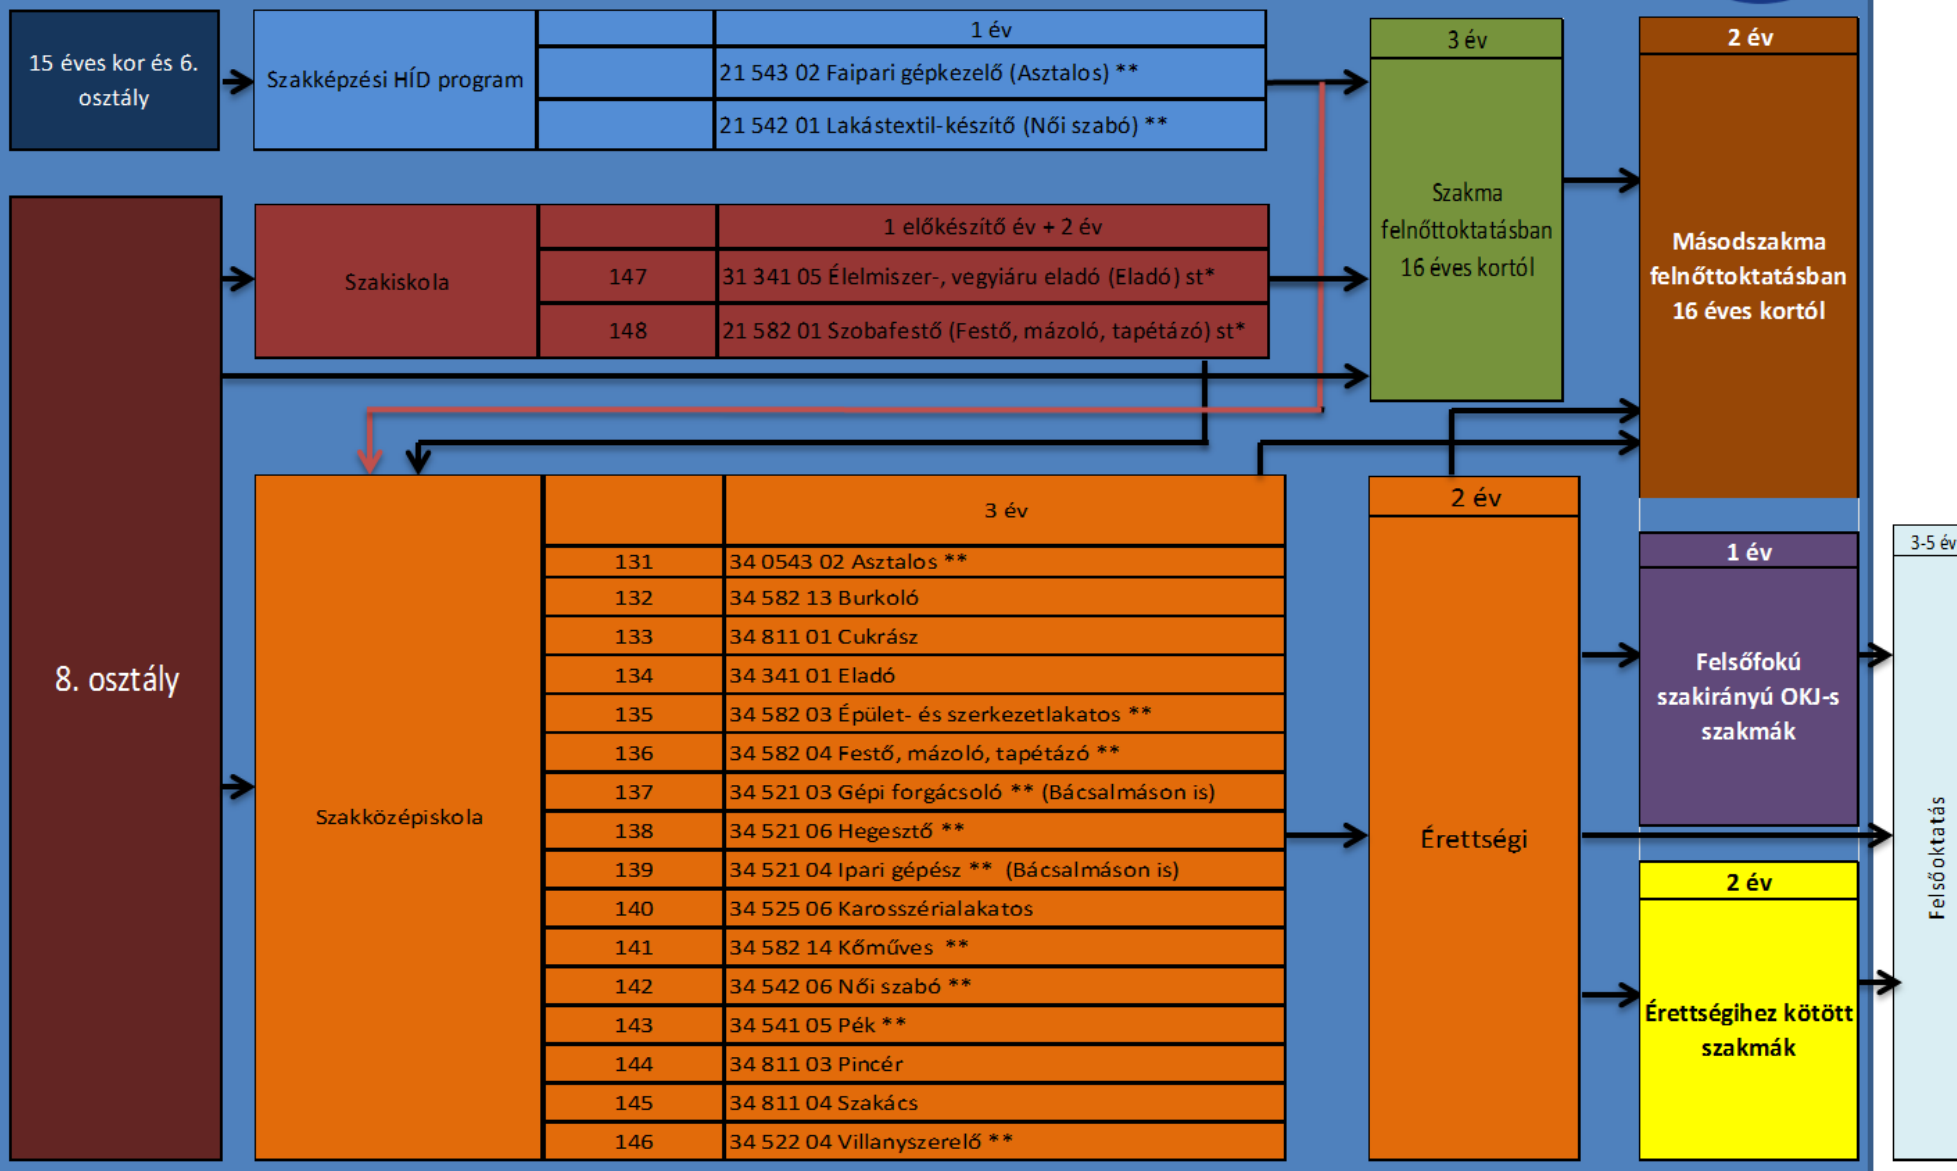 15 éves kor és 6.
osztály
Szakképzési HÍD program
1 év
21 543 02 Faipari gépkezelő (Asztalos) **
21 542 01 Lakástextil-készítő (Női szabó) **
3 év
Szakma
felnőttoktatásban
16 éves kortól
2 év
Másodszakma
felnőttoktatásban
16 éves kortól
8. osztály
Szakiskola
1 előkészítő év + 2 év
147 31 341 05 Élelmiszer-, vegyiáru eladó (Eladó) st*
148 21 582 01 Szobafestő (Festő, mázoló, tapétázó) st*
Szakközépiskola
3 év
131 34 0543 02 Asztalos **
132 34 582 13 Burkoló
133 34 811 01 Cukrász
134 34 341 01 Eladó
135 34 582 03 Épület- és szerkezetlakatos **
136 34 582 04 Festő, mázoló, tapétázó **
137 34 521 03 Gépi forgácsoló ** (Bácsalmáson is)
138 34 521 06 Hegesztő **
139 34 521 04 Ipari gépész ** (Bácsalmáson is)
140 34 525 06 Karosszérialakatos
141 34 582 14 Kőműves **
142 34 542 06 Női szabó **
143 34 541 05 Pék **
144 34 811 03 Pincér
145 34 811 04 Szakács
146 34 522 04 Villanyszerelő **
2 év
Érettségi
1 év
Felsőfokú
szakirányú OKJ-s
szakmák
2 év
Érettségihez kötött
szakmák
3-5 év
Felsőoktatás